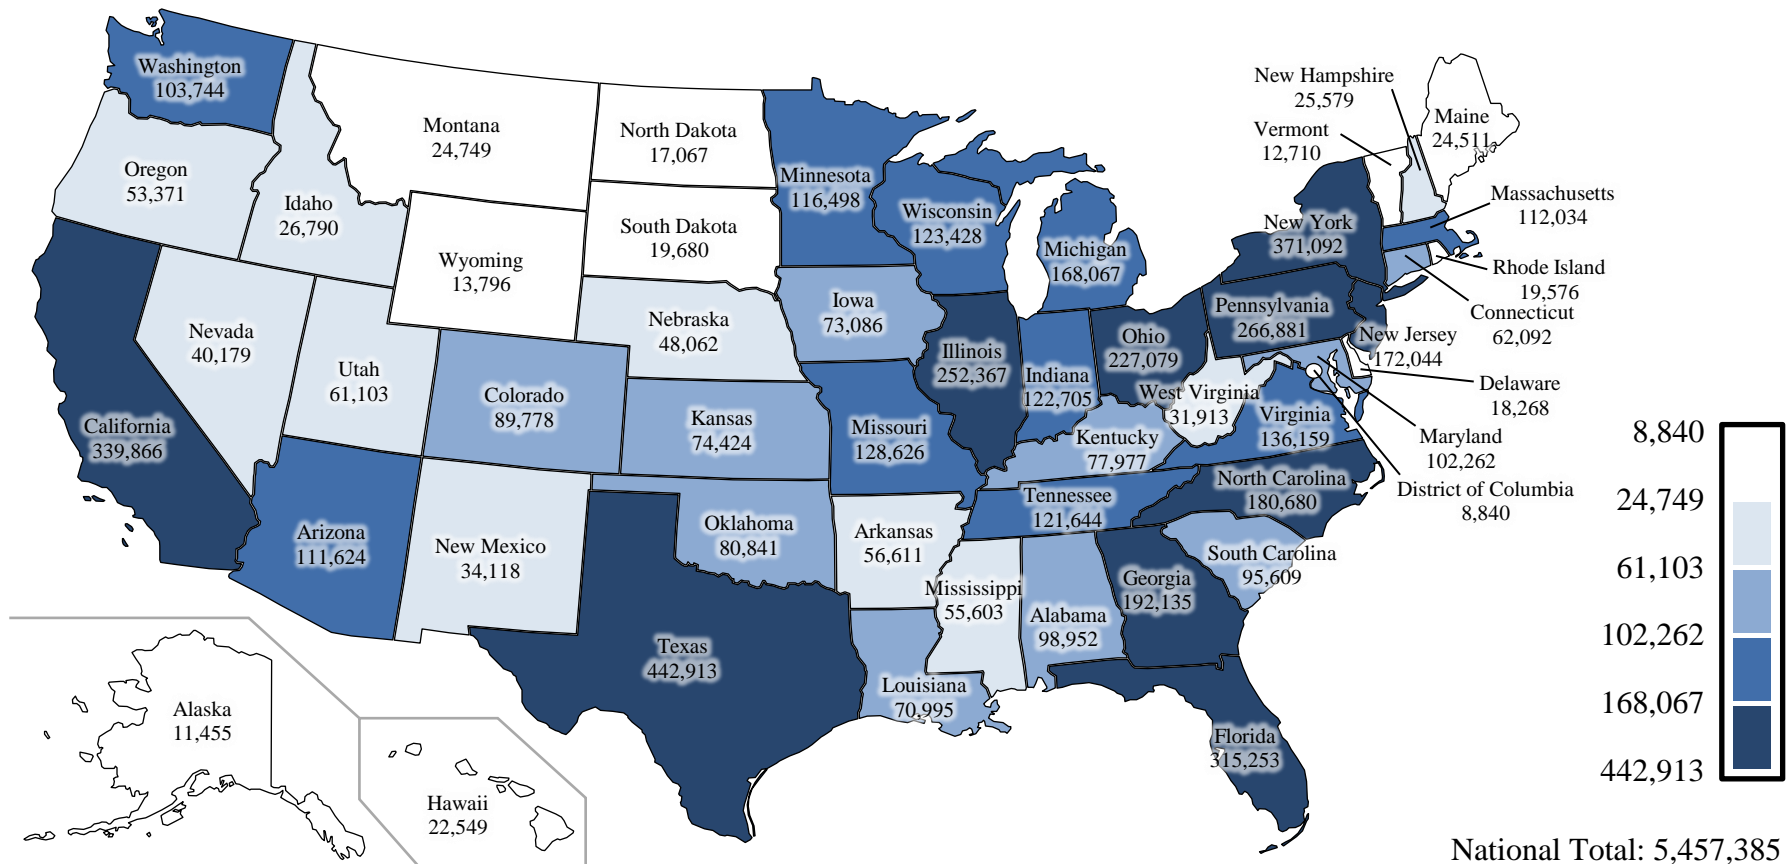 Washington
103,744
Oregon
53,371
Idaho
26,790
Montana
24,749
North Dakota
17,067
South Dakota
19,680
Wyoming
13,796
Minnesota
116,498
Wisconsin
123,428
Michigan
168,067
New Hampshire
25,579
Vermont
12,710
Maine
24,511
Massachusetts
112,034
New York
371,092
Rhode Island
19,576
Connecticut
62,092
Pennsylvania
266,881
New Jersey
172,044
Delaware
18,268
Maryland
102,262
District of Columbia
8,840
Nevada
40,179
Utah
61,103
Colorado
89,778
Nebraska
48,062
Iowa
73,086
Illinois
252,367
Indiana
122,705
Ohio
227,079
West Virginia
31,913
Virginia
136,159
Kentucky
77,977
Kansas
74,424
Missouri
128,626
California
339,866
Arizona
111,624
New Mexico
34,118
Oklahoma
80,841
Arkansas
56,611
Tennessee
121,644
North Carolina
180,680
South Carolina
95,609
Georgia
192,135
Alabama
98,952
Mississippi
55,603
Louisiana
70,995
Texas
442,913
Florida
315,253
Alaska
11,455
Hawaii
22,549
8,840
24,749
61,103
102,262
168,067
442,913
National Total: 5,457,385